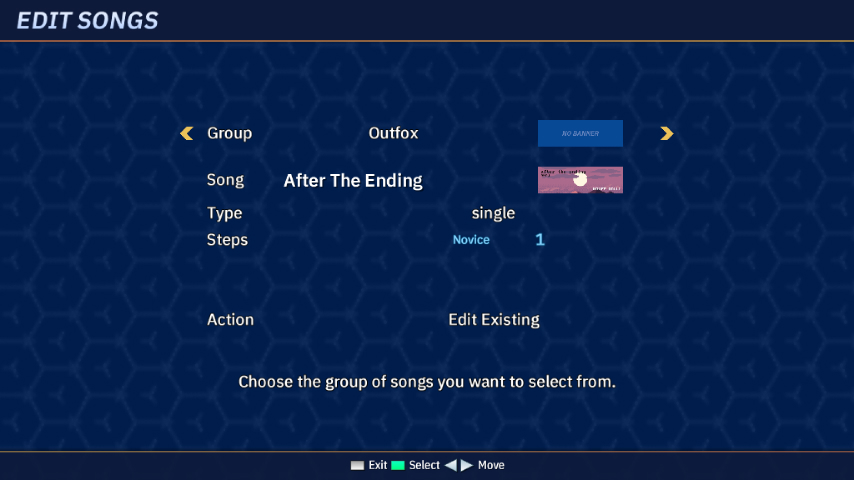 EDIT SONGS
Group Outfox NO BANNER
Song After The Ending
Type single
Steps Novice 1
Action Edit Existing
Choose the group of songs you want to select from.
Exit Select Move